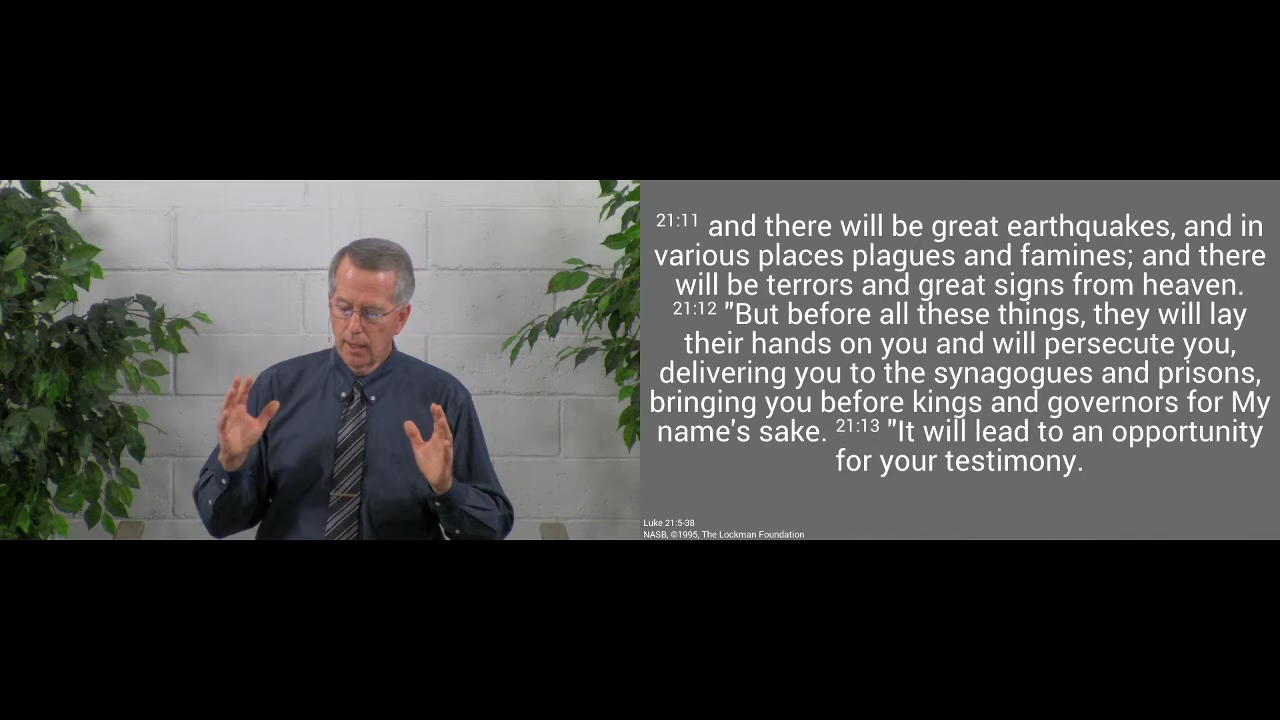 21:11 and there will be great earthquakes, and in
various places plagues and famines; and there
will be terrors and great signs from heaven.
21:12 "But before all these things, they will lay
their hands on you and will persecute you,
delivering you to the synagogues and prisons,
bringing you before kings and governors for My
name's sake. 21:13 "It will lead to an opportunity
for your testimony.
Luke 21:5-38
NASB, ©1995, The Lockman Foundation